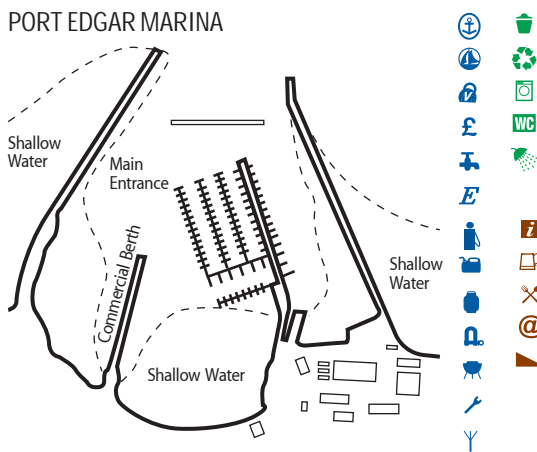 PORT EDGAR MARINA
Shallow
Water
Main
Entrance
Commercial Berth
Shallow
Water
Shallow Water
V
£
E
WC
i
@